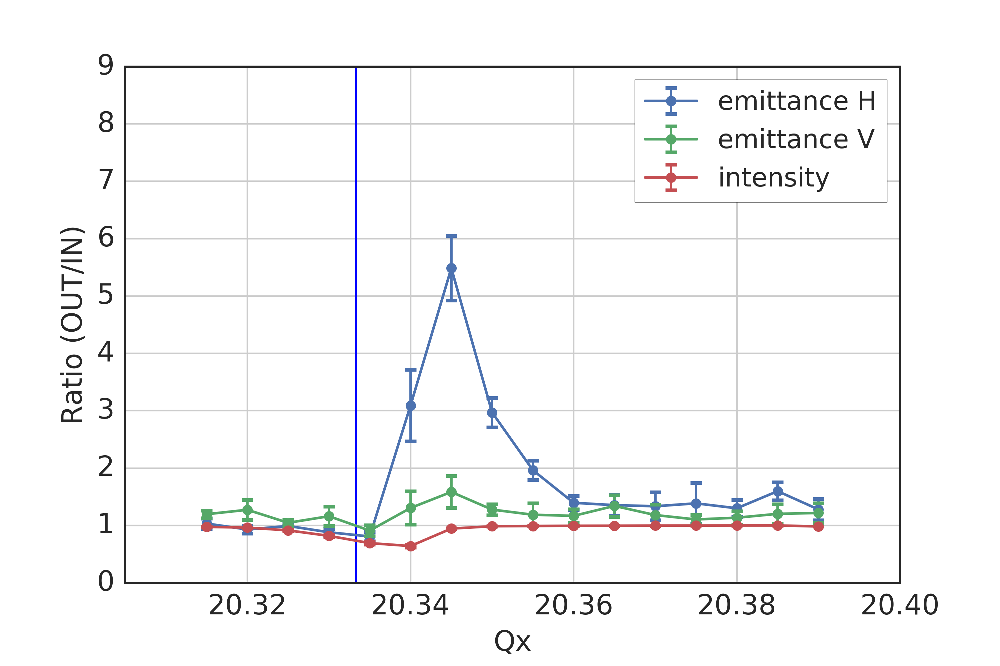 9
8
7
6
5
4
3
2
1
0
Ratio (OUT/IN)
emittance H
emittance V
intensity
20.32 20.34 20.36 20.38 20.40
Qx